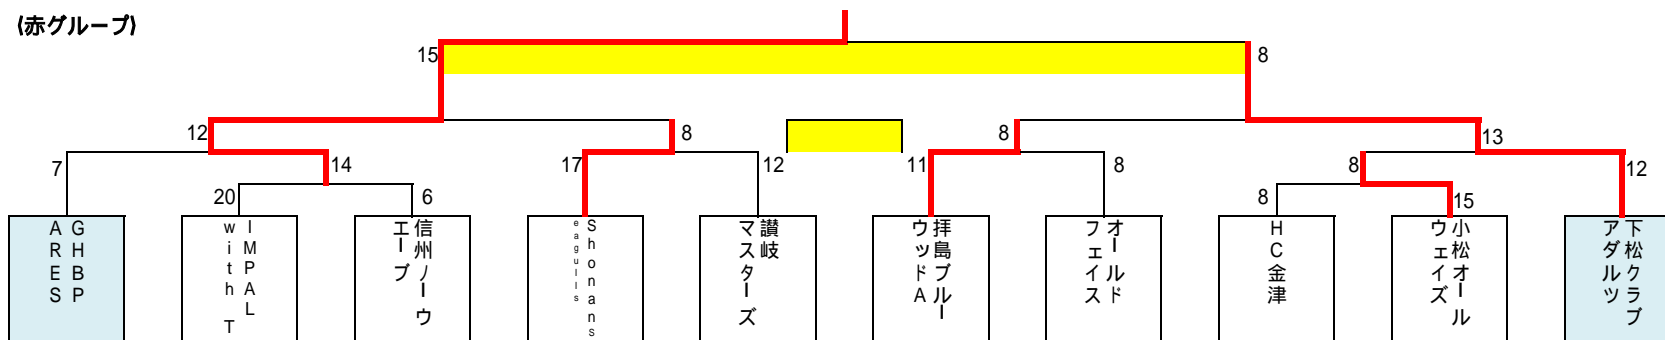 (赤グループ)
15
8
12
8
8
13
7
14
17
12
11
8
8
12
20
6
8
15
GHBP
ARES
IMPAL
with T
信州ノーウ
エーブ
Shonans
eagulls
讃岐
マスターズ
拝島ブルー
ウッドA
オールド
フェイス
HC金津
小松オール
ウェイズ
下松クラブ
アダルツ